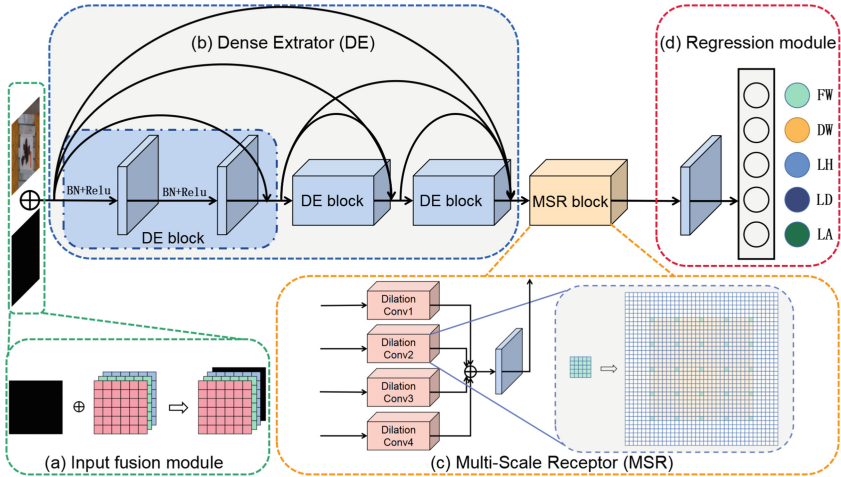 (b) Dense Extrator (DE)
(d) Regression module
FW
DW
LH
LD
LA
BN+Relu
BN+Relu
DE block
DE block
DE block
MSR block
Dilation
Conv1
Dilation
Conv2
Dilation
Conv3
Dilation
Conv4
(a) Input fusion module
(c) Multi-Scale Receptor (MSR)